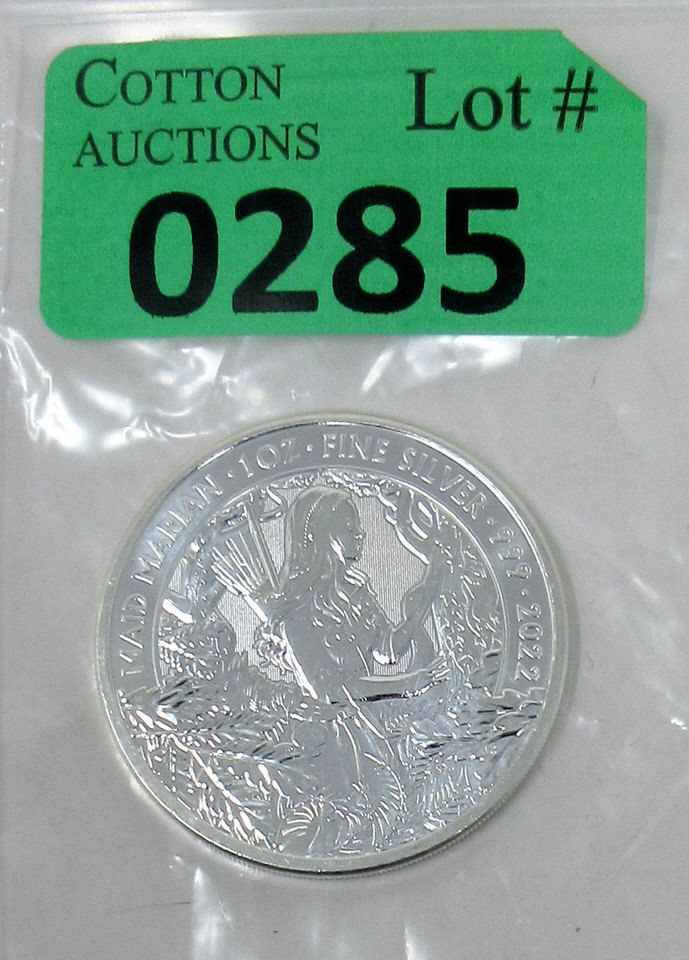 COTTON
AUCTIONS
Lot #
0285
MAID MARIAN · 1OZ · FINE SILVER · 999 · 2022